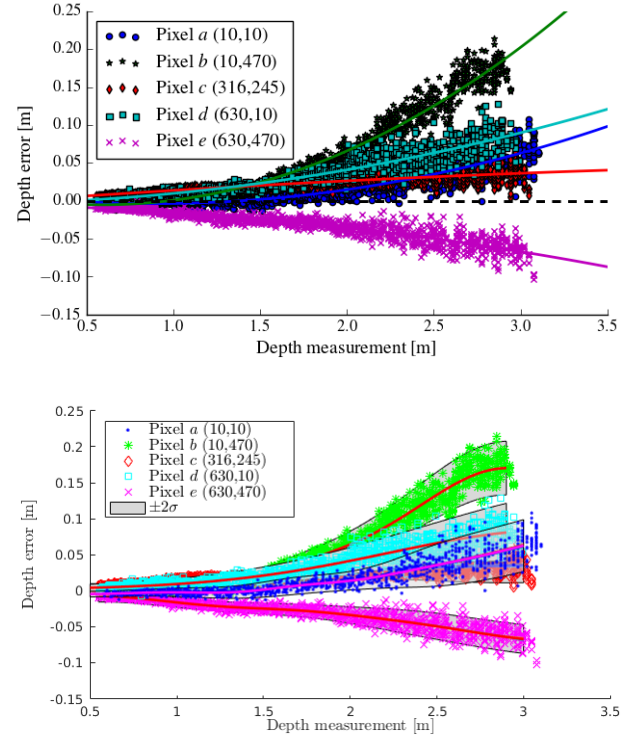 0.25
0.20
0.15
0.10
0.05
0.00
−0.05
−0.10
−0.15
Depth error [m]
Pixel a (10,10)
Pixel b (10,470)
Pixel c (316,245)
Pixel d (630,10)
Pixel e (630,470)
0.5 1.0 1.5 2.0 2.5 3.0 3.5
Depth measurement [m]
0.25
0.2
0.15
0.1
0.05
0
-0.05
-0.1
-0.15
Depth error [m]
Pixel a (10,10)
Pixel b (10,470)
Pixel c (316,245)
Pixel d (630,10)
Pixel e (630,470)
±2σ
0.5 1 1.5 2 2.5 3 3.5
Depth measurement [m]